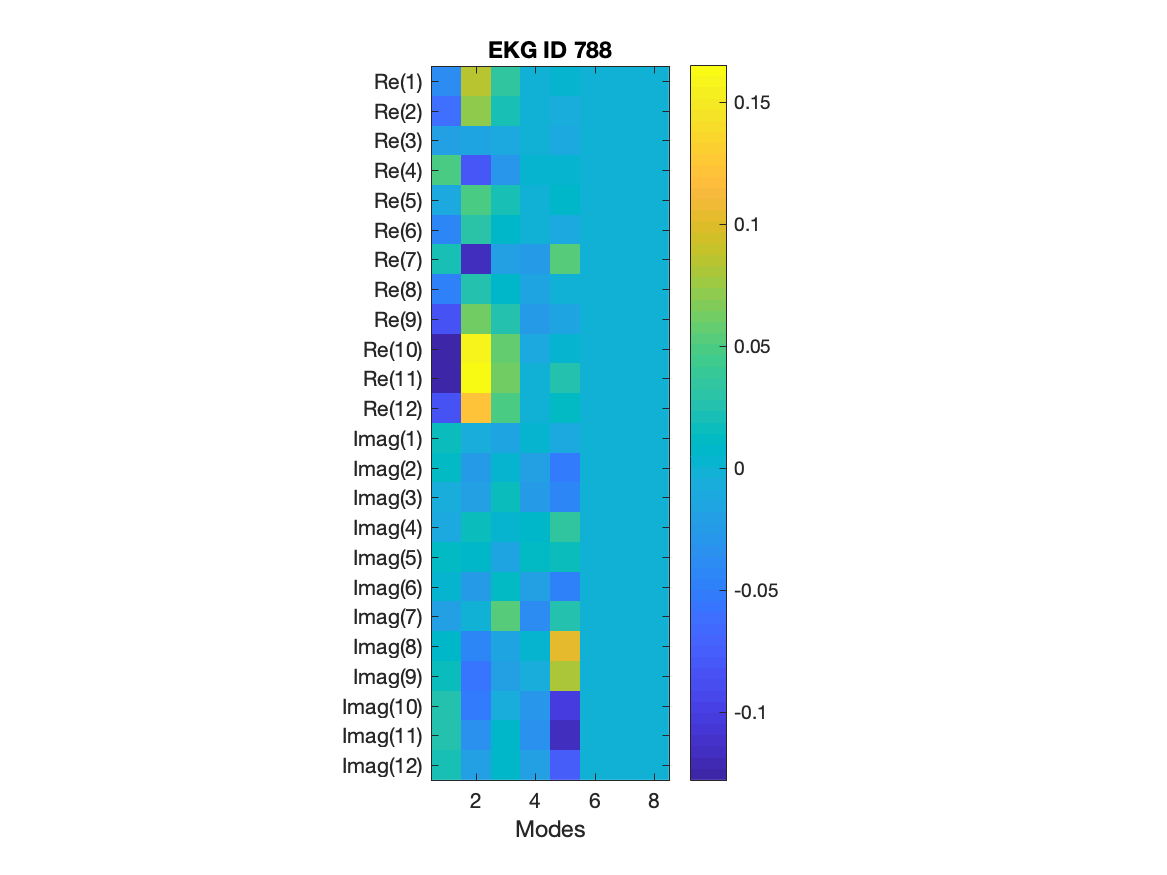 EKG ID 788
Re(1)
Re(2)
Re(3)
Re(4)
Re(5)
Re(6)
Re(7)
Re(8)
Re(9)
Re(10)
Re(11)
Re(12)
Imag(1)
Imag(2)
Imag(3)
Imag(4)
Imag(5)
Imag(6)
Imag(7)
Imag(8)
Imag(9)
Imag(10)
Imag(11)
Imag(12)
2 4 6 8
Modes
0.15
0.1
0.05
0
-0.05
-0.1